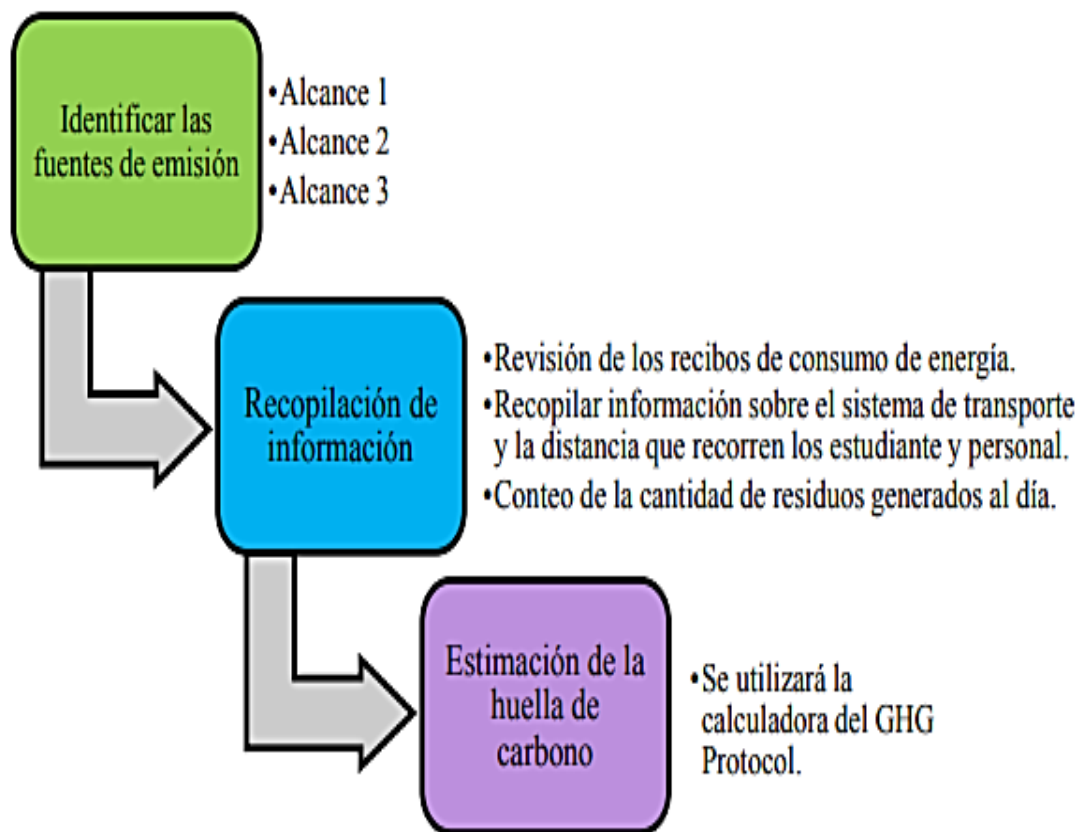 Identificar las
fuentes de emisión
•Alcance 1
•Alcance 2
•Alcance 3
Recopilación de
información
•Revisión de los recibos de consumo de energía.
•Recopilar información sobre el sistema de transporte
y la distancia que recorren los estudiante y personal.
•Conteo de la cantidad de residuos generados al día.
Estimación de la
huella de
carbono
•Se utilizará la
calculadora del GHG
Protocol.